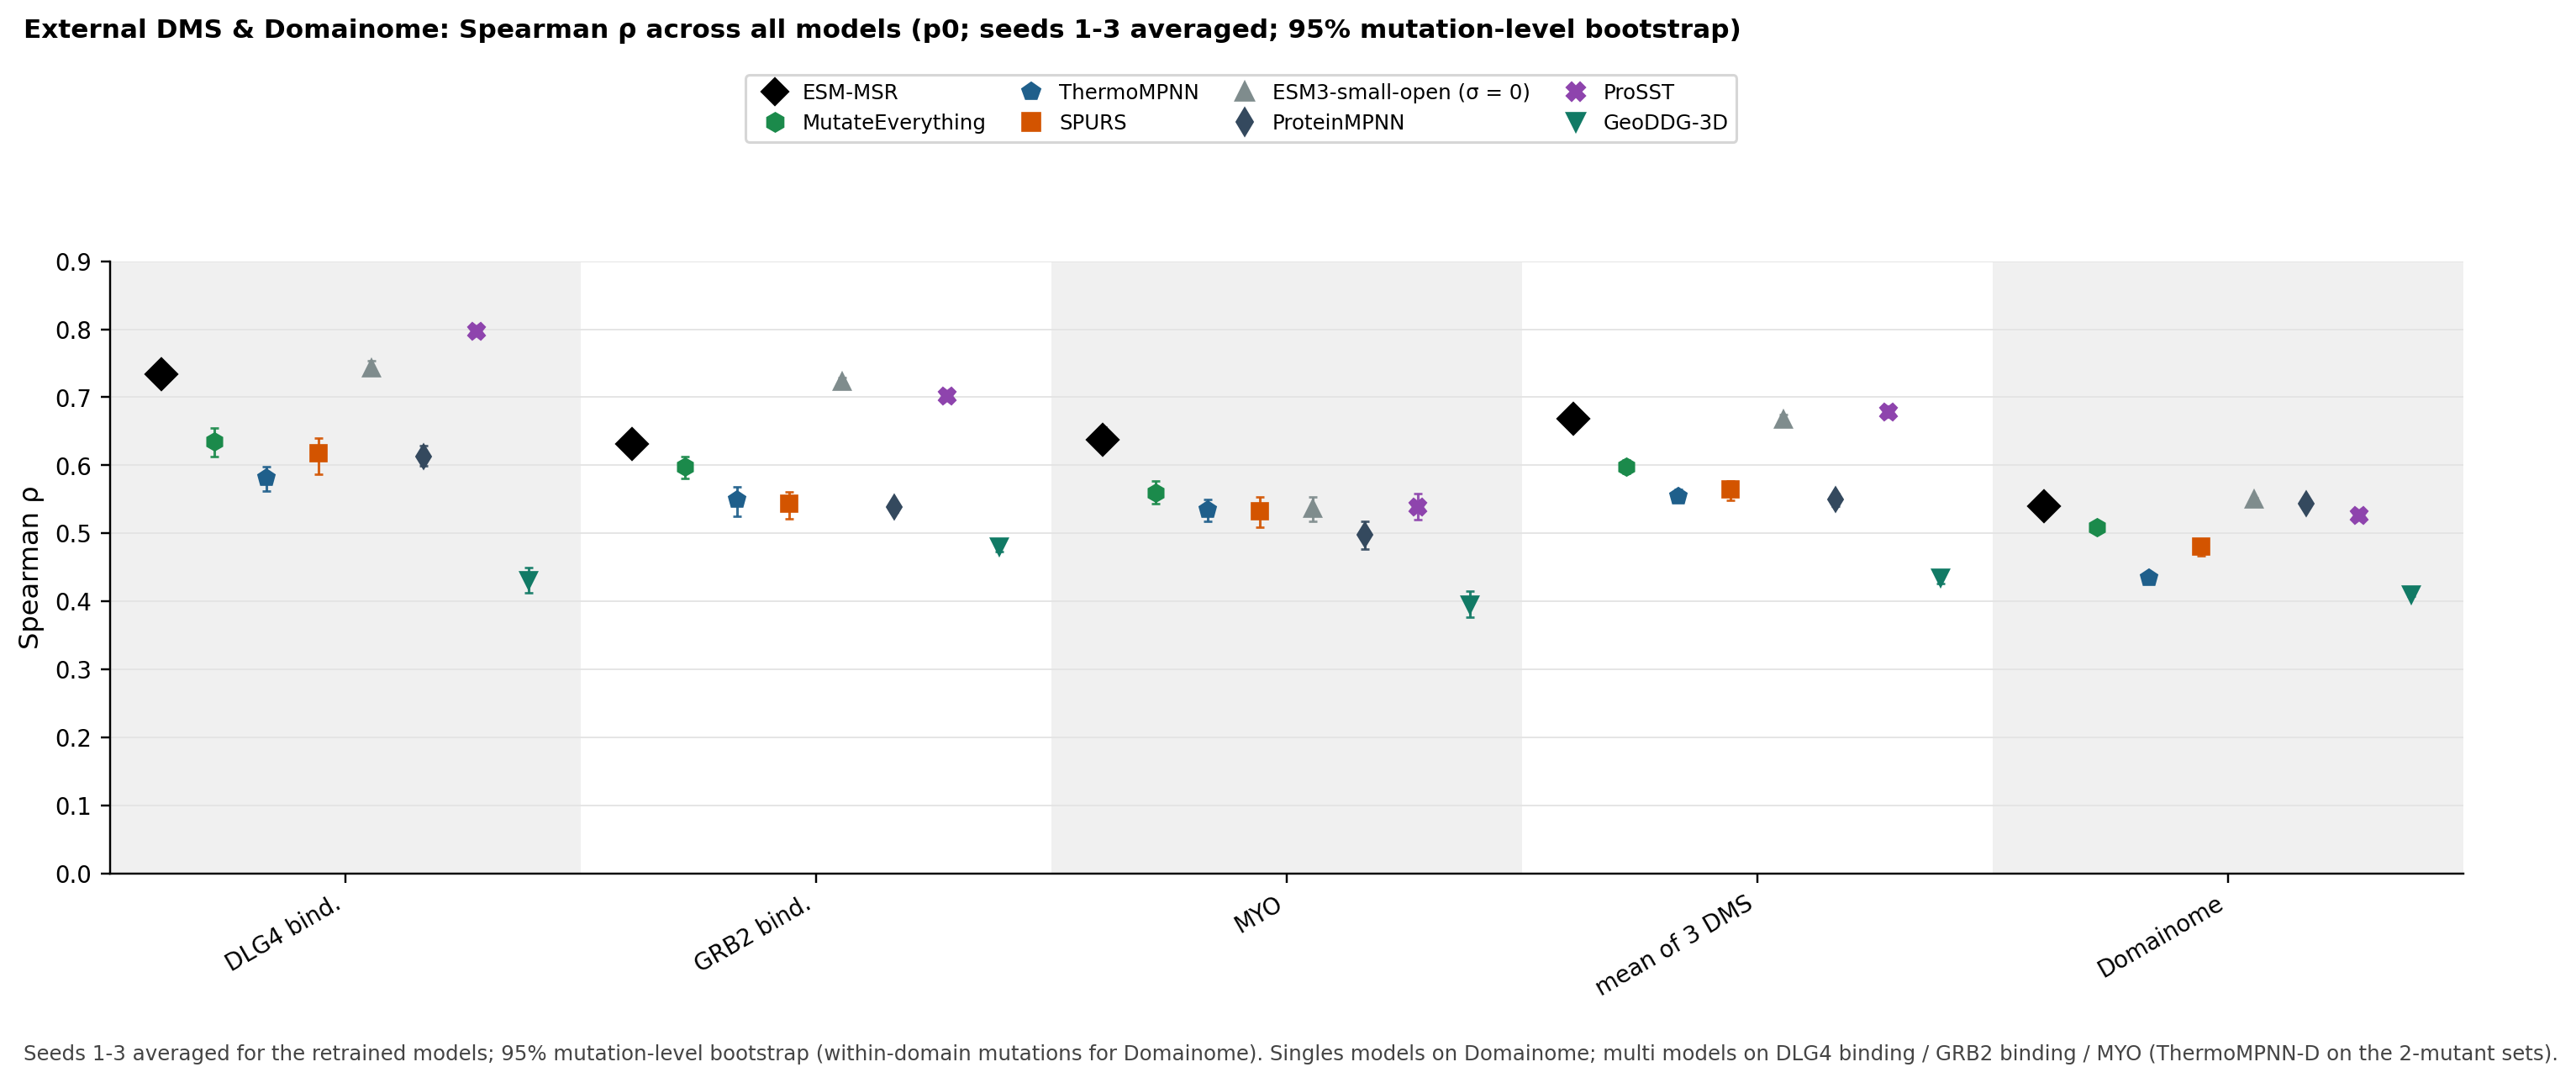 External DMS & Domainome: Spearman ρ across all models (p0; seeds 1-3 averaged; 95% mutation-level bootstrap)
ESM-MSR
MutateEverything
ThermoMPNN
SPURS
ESM3-small-open (σ = 0)
ProteinMPNN
ProSST
GeoDDG-3D
Spearman ρ
0.9
0.8
0.7
0.6
0.5
0.4
0.3
0.2
0.1
0.0
DLG4 bind.
GRB2 bind.
MYO
mean of 3 DMS
Domainome
Seeds 1-3 averaged for the retrained models; 95% mutation-level bootstrap (within-domain mutations for Domainome). Singles models on Domainome; multi models on DLG4 binding / GRB2 binding / MYO (ThermoMPNN-D on the 2-mutant sets).